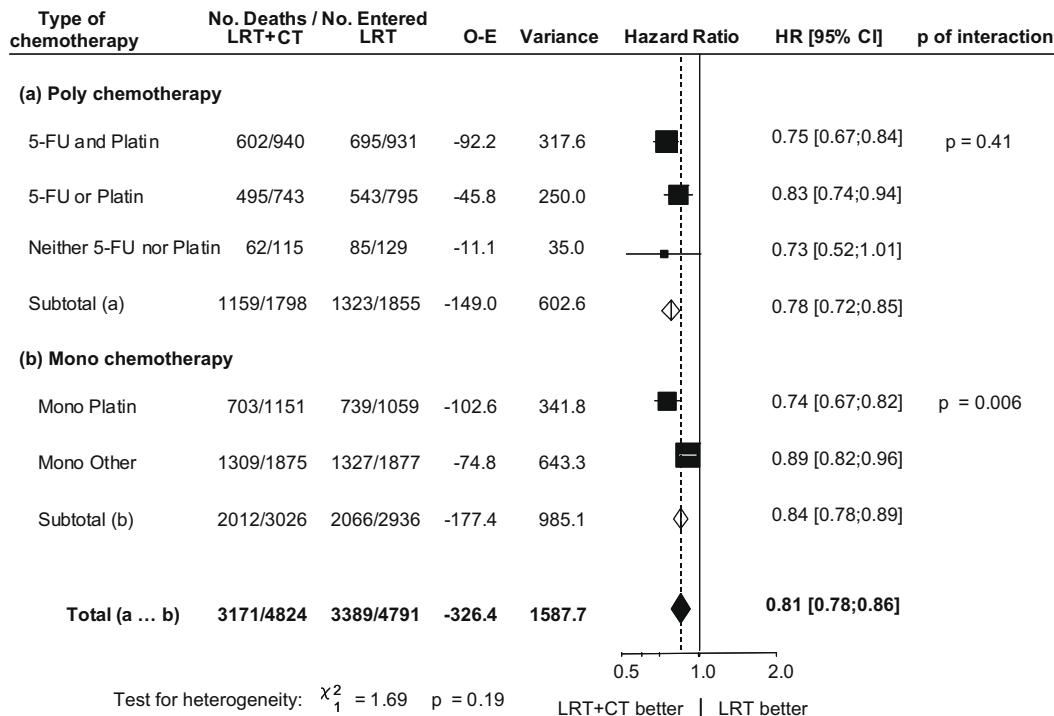 Type of chemotherapy No. Deaths / No. Entered LRT+CT LRT O-E Variance Hazard Ratio HR [95% CI] p of interaction
(a) Poly chemotherapy
5-FU and Platin 602/940 695/931 -92.2 317.6 0.75 [0.67;0.84] p = 0.41
5-FU or Platin 495/743 543/795 -45.8 250.0 0.83 [0.74;0.94]
Neither 5-FU nor Platin 62/115 85/129 -11.1 35.0 0.73 [0.52;1.01]
Subtotal (a) 1159/1798 1323/1855 -149.0 602.6 0.78 [0.72;0.85]
(b) Mono chemotherapy
Mono Platin 703/1151 739/1059 -102.6 341.8 0.74 [0.67;0.82] p = 0.006
Mono Other 1309/1875 1327/1877 -74.8 643.3 0.89 [0.82;0.96]
Subtotal (b) 2012/3026 2066/2936 -177.4 985.1 0.84 [0.78;0.89]
Total (a ... b) 3171/4824 3389/4791 -326.4 1587.7 0.81 [0.78;0.86]
0.5 1.0 2.0
Test for heterogeneity: χ²₁ = 1.69 p = 0.19
LRT+CT better | LRT better